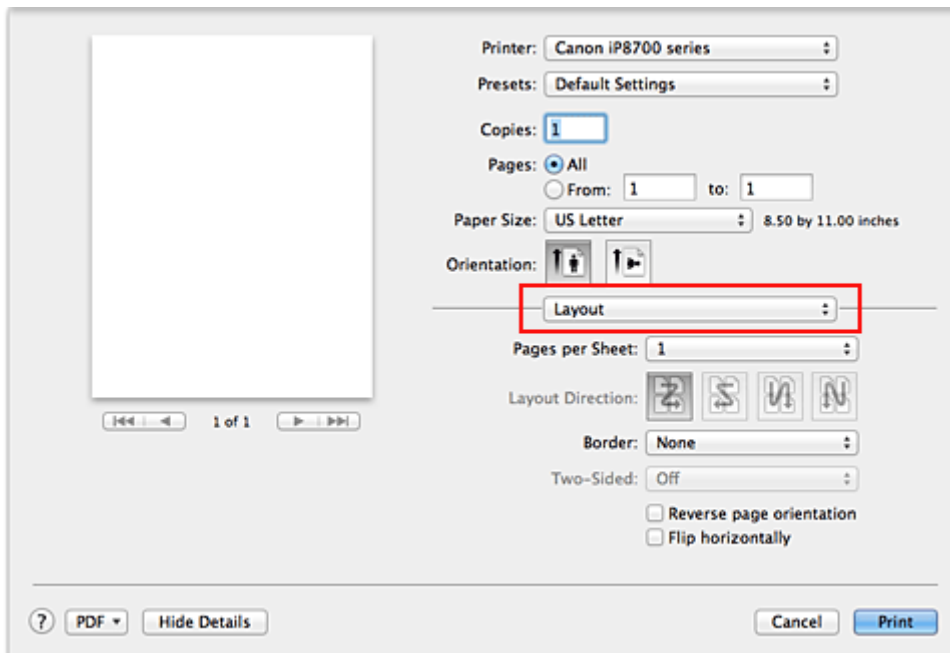 Printer: Canon iP8700 series
Presets: Default Settings
Copies: 1
Pages: All
From: 1 to: 1
Paper Size: US Letter 8.50 by 11.00 inches
Orientation:
Layout
Pages per Sheet: 1
Layout Direction:
1 of 1
Border: None
Two-Sided: Off
Reverse page orientation
Flip horizontally
? PDF Hide Details Cancel Print